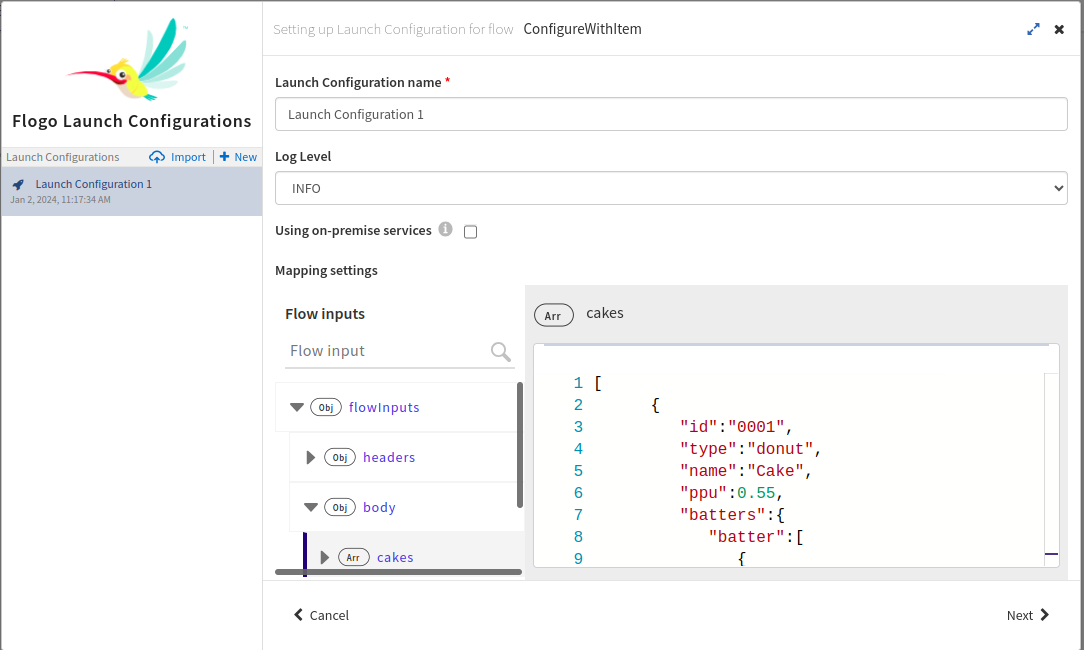 Flogo Launch Configurations
Launch Configurations Import + New
Launch Configuration 1
Jan 2, 2024, 11:17:34 AM
Setting up Launch Configuration for flow ConfigureWithItem
Launch Configuration name *
Launch Configuration 1
Log Level
INFO
Using on-premise services
Mapping settings
Flow inputs
Flow input
Obj flowInputs
Obj headers
Obj body
Arr cakes
Arr cakes
1 [
2 {
3 "id":"0001",
4 "type":"donut",
5 "name":"Cake",
6 "ppu":0.55,
7 "batters":{
8 "batter":[
9 {
Cancel
Next